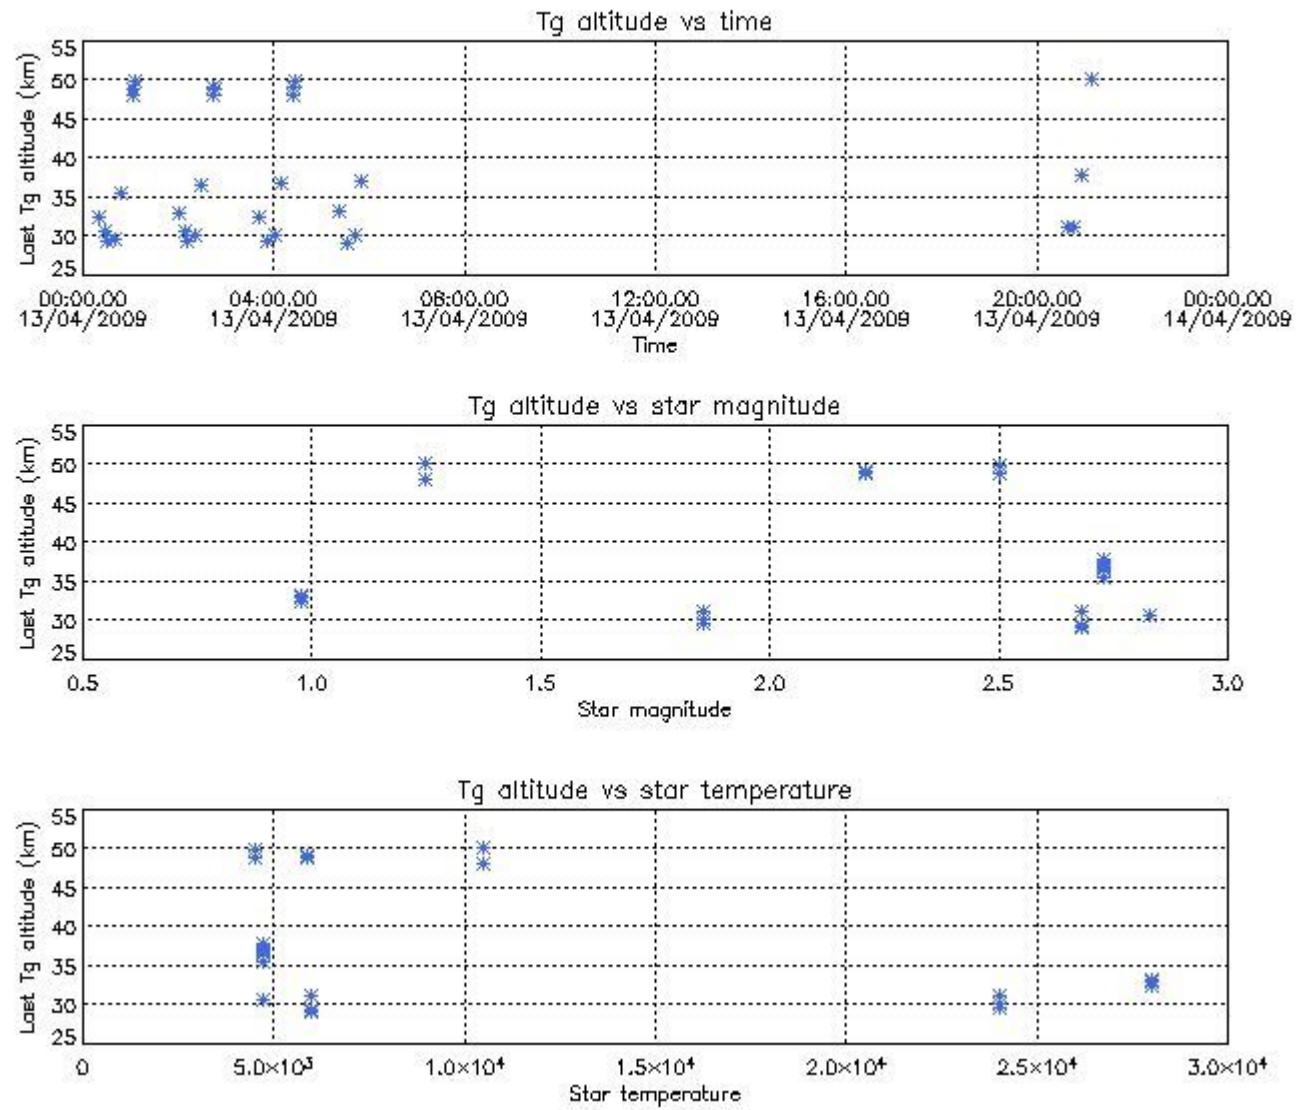 Tg altitude vs time
Last Tg altitude (km)
55
50
45
40
35
30
25
00:00.00 04:00.00 08:00.00 12:00.00 16:00.00 20:00.00 00:00.00
13/04/2009 13/04/2009 13/04/2009 13/04/2009 13/04/2009 13/04/2009 14/04/2009
Time
Tg altitude vs star magnitude
Last Tg altitude (km)
55
50
45
40
35
30
25
0.5 1.0 1.5 2.0 2.5 3.0
Star magnitude
Tg altitude vs star temperature
Last Tg altitude (km)
55
50
45
40
35
30
25
0 5.0×10³ 1.0×10⁴ 1.5×10⁴ 2.0×10⁴ 2.5×10⁴ 3.0×10⁴
Star temperature